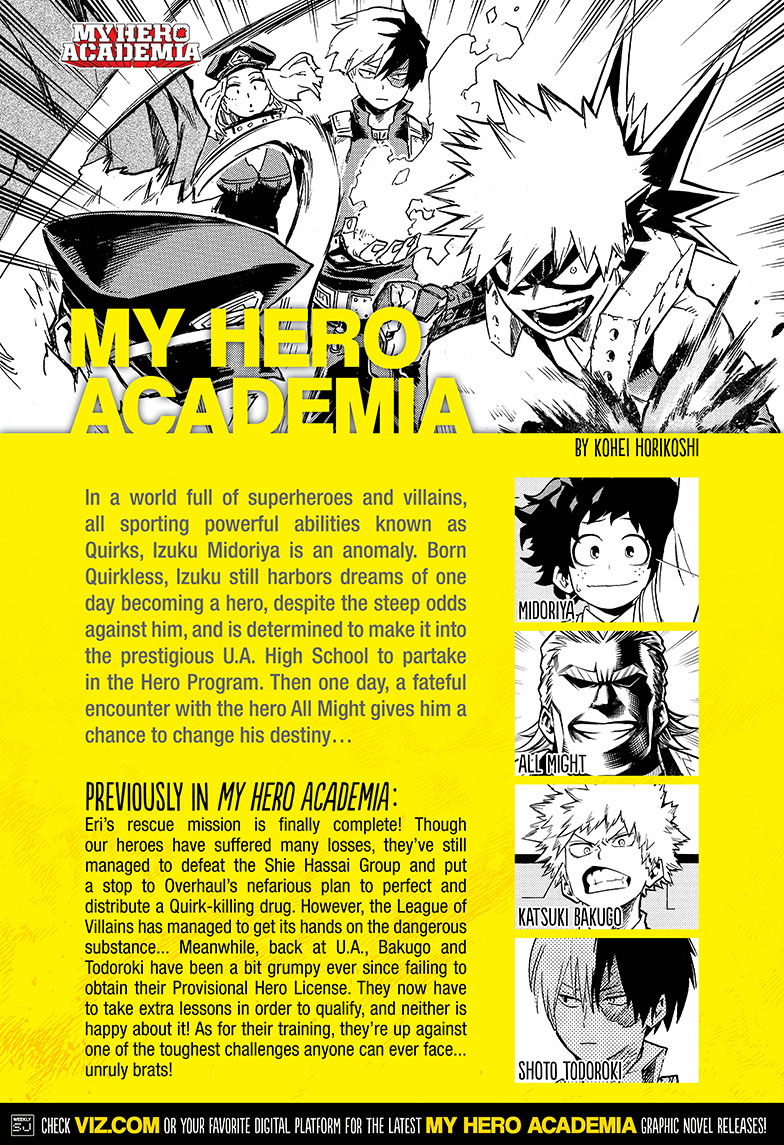 MY HERO
ACADEMIA
MY HERO
ACADEMIA
BY KOHEI HORIKOSHI
In a world full of superheroes and villains,
all sporting powerful abilities known as
Quirks, Izuku Midoriya is an anomaly. Born
Quirkless, Izuku still harbors dreams of one
day becoming a hero, despite the steep odds
against him, and is determined to make it into
the prestigious U.A. High School to partake
in the Hero Program. Then one day, a fateful
encounter with the hero All Might gives him a
chance to change his destiny...
PREVIOUSLY IN MY HERO ACADEMIA:
Eri's rescue mission is finally complete! Though
our heroes have suffered many losses, they've still
managed to defeat the Shie Hassai Group and put
a stop to Overhaul's nefarious plan to perfect and
distribute a Quirk-killing drug. However, the League of
Villains has managed to get its hands on the dangerous
substance... Meanwhile, back at U.A., Bakugo and
Todoroki have been a bit grumpy ever since failing to
obtain their Provisional Hero License. They now have
to take extra lessons in order to qualify, and neither is
happy about it! As for their training, they're up against
one of the toughest challenges anyone can ever face...
unruly brats!
MIDORIYA
ALL MIGHT
KATSUKI BAKUGO
SHOTO TODOROKI
WEEKLY
SJ
CHECK VIZ.COM OR YOUR FAVORITE DIGITAL PLATFORM FOR THE LATEST MY HERO ACADEMIA GRAPHIC NOVEL RELEASES!